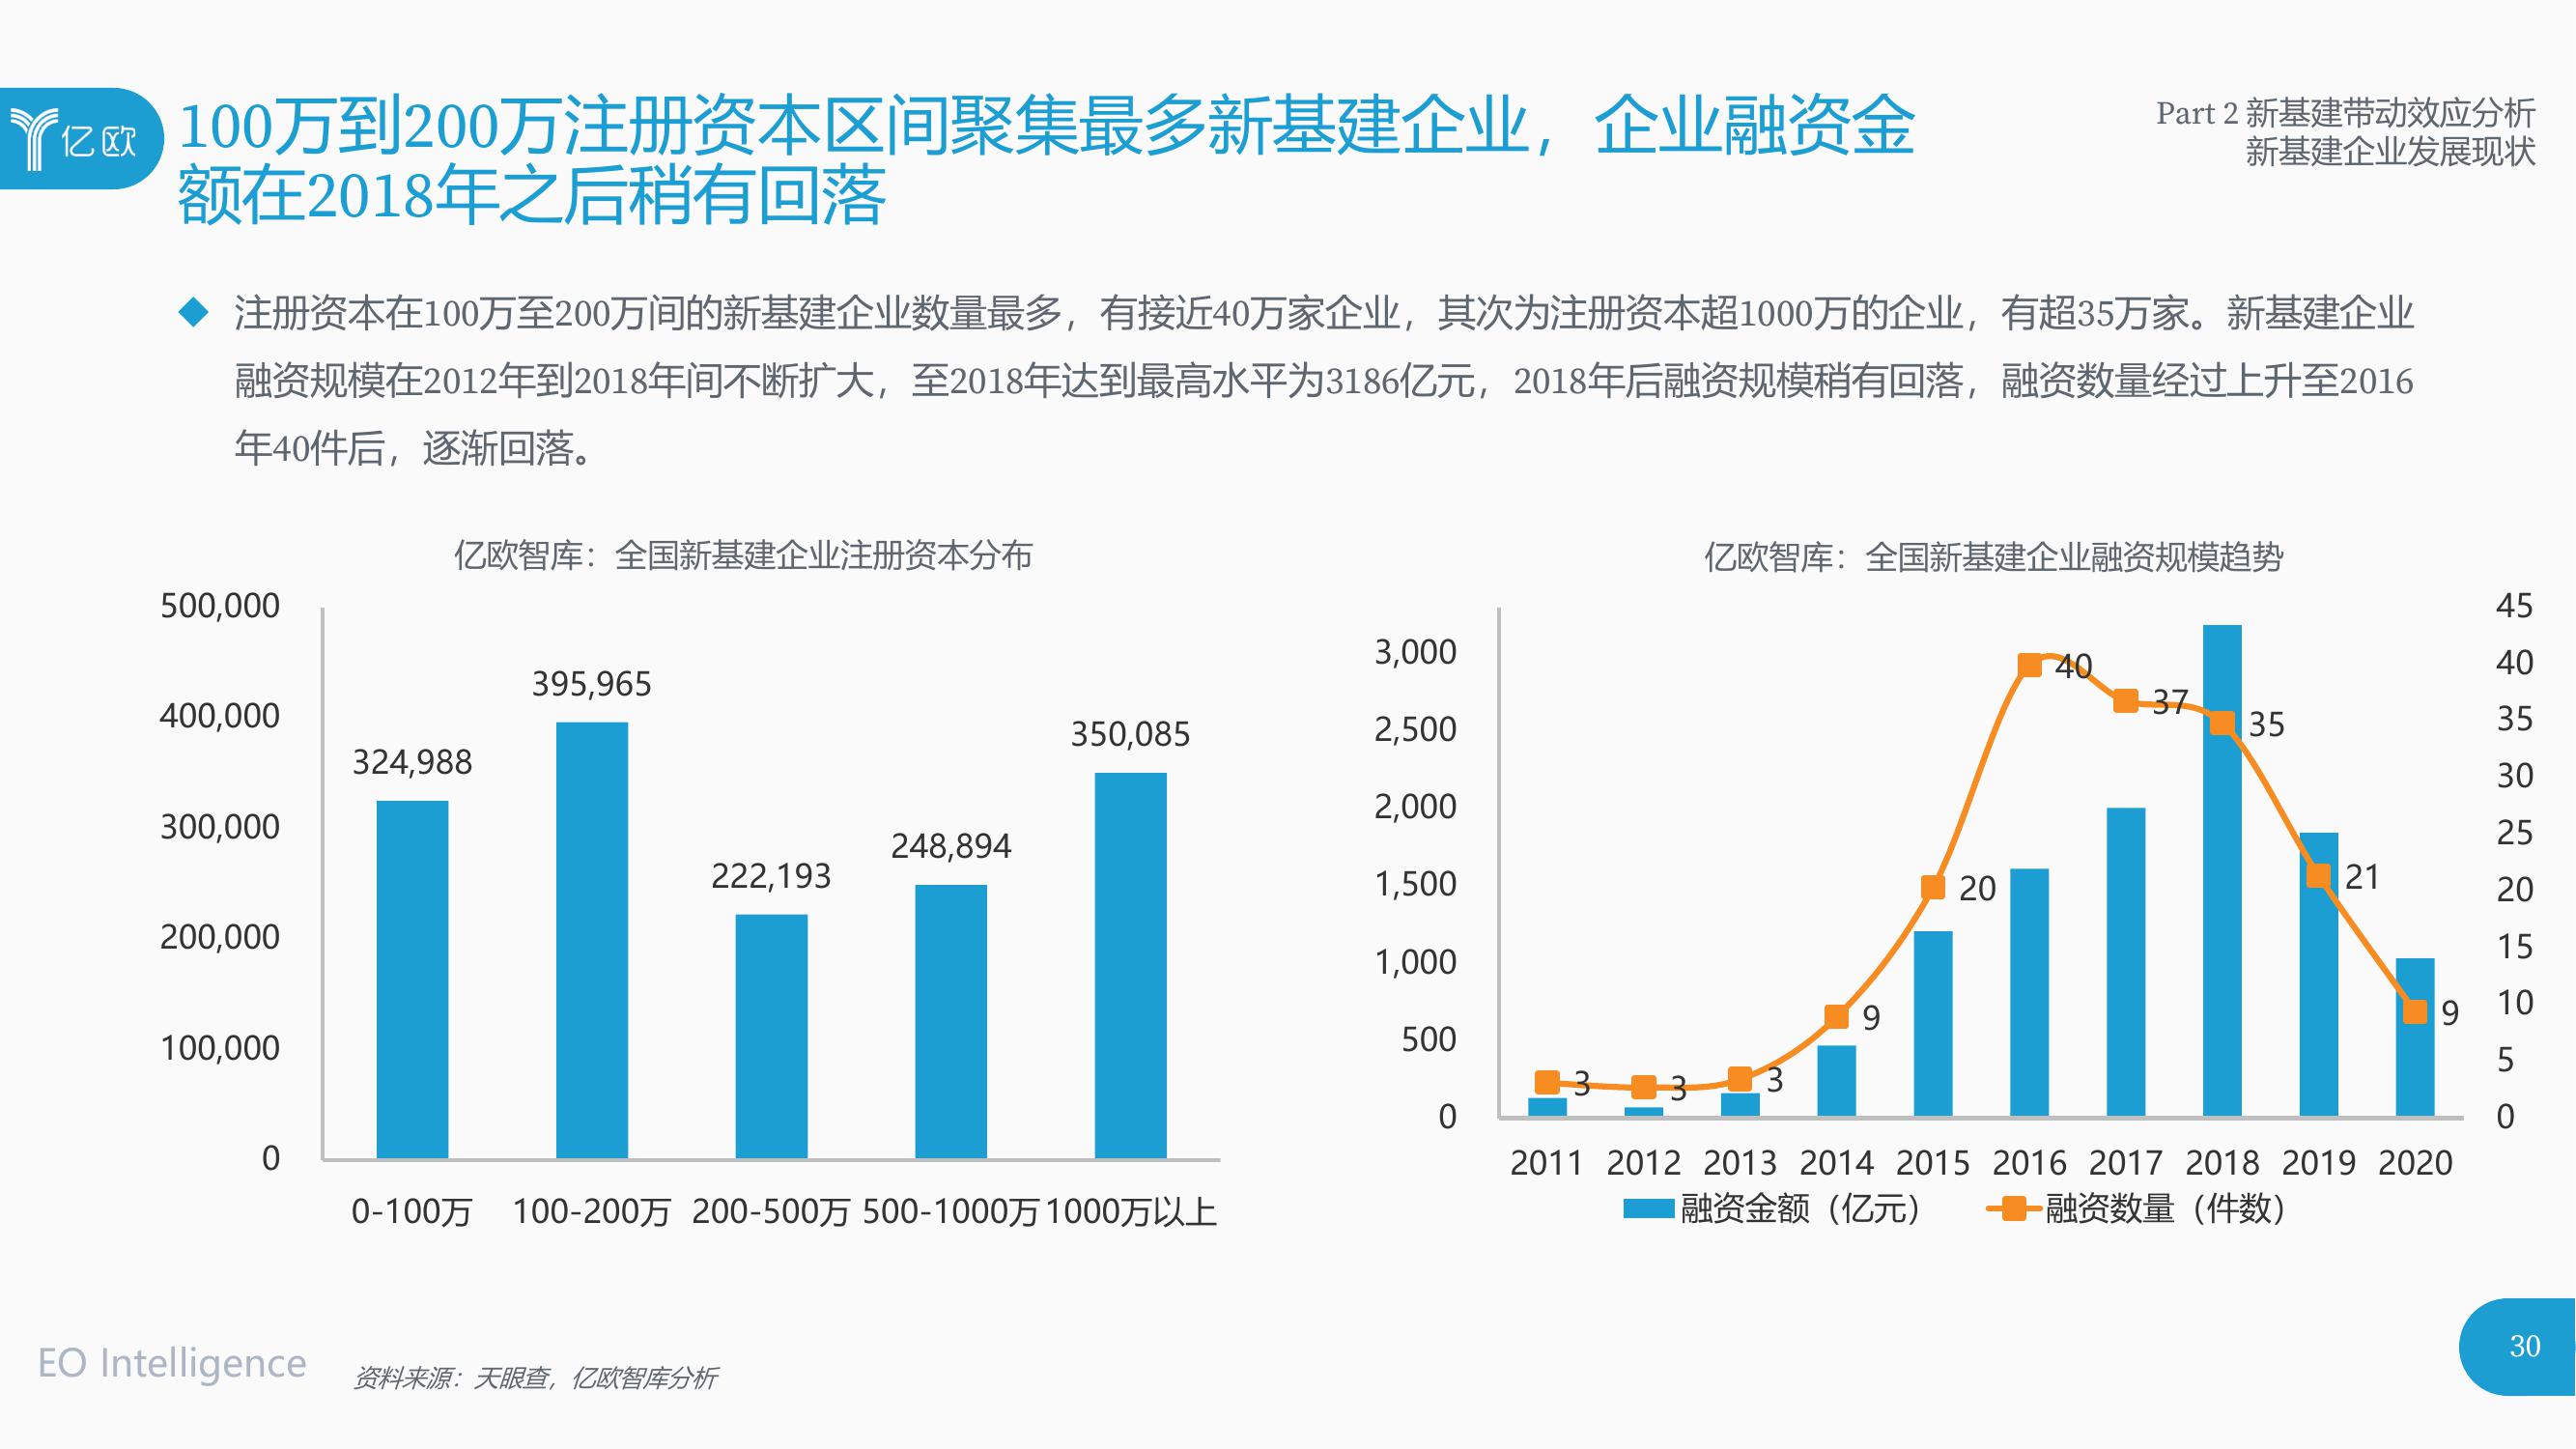 亿欧
100万到200万注册资本区间聚集最多新基建企业，企业融资金
额在2018年之后稍有回落
Part 2 新基建带动效应分析
新基建企业发展现状
注册资本在100万至200万间的新基建企业数量最多，有接近40万家企业，其次为注册资本超1000万的企业，有超35万家。新基建企业
融资规模在2012年到2018年间不断扩大，至2018年达到最高水平为3186亿元，2018年后融资规模稍有回落，融资数量经过上升至2016
年40件后，逐渐回落。
亿欧智库：全国新基建企业注册资本分布
500,000
400,000
300,000
200,000
100,000
0
324,988
395,965
222,193
248,894
350,085
0-100万
100-200万
200-500万
500-1000万
1000万以上
亿欧智库：全国新基建企业融资规模趋势
3,000
2,500
2,000
1,500
1,000
500
0
45
40
35
30
25
20
15
10
5
0
3
3
3
9
20
40
37
35
21
9
2011 2012 2013 2014 2015 2016 2017 2018 2019 2020
融资金额（亿元） 融资数量（件数）
EO Intelligence
资料来源：天眼查，亿欧智库分析
30